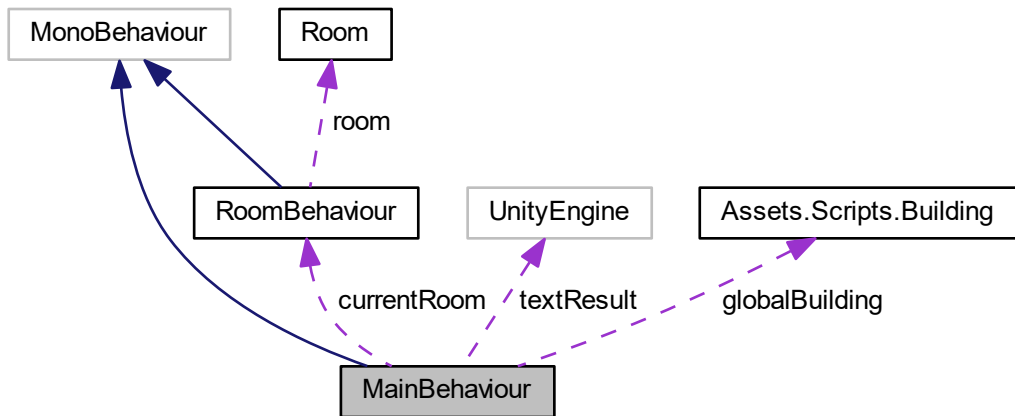 MonoBehaviour
Room
room
RoomBehaviour
UnityEngine
Assets.Scripts.Building
currentRoom
textResult
globalBuilding
MainBehaviour